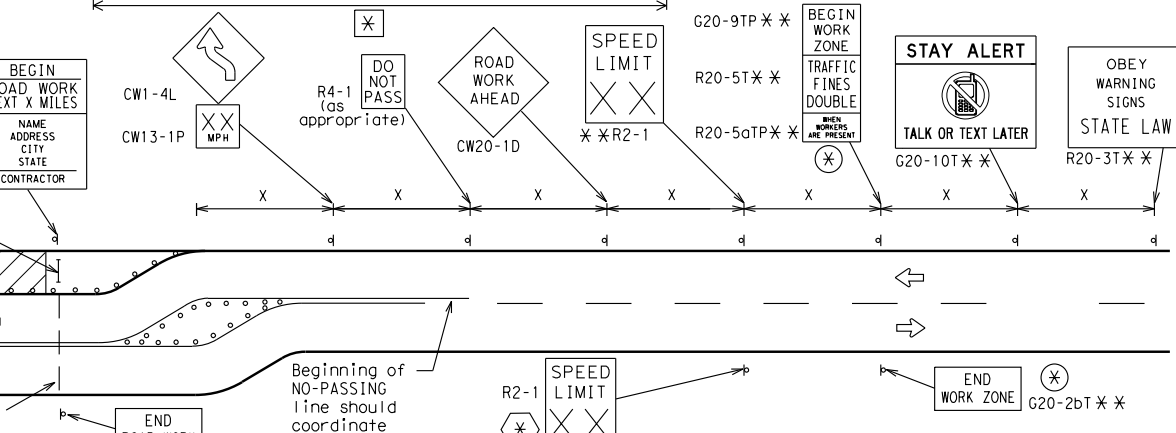 BEGIN
ROAD WORK
NEXT X MILES
NAME
ADDRESS
CITY
STATE
CONTRACTOR
CW1-4L
CW13-1P
X X
MPH
*
R4-1
(as
appropriate)
DO
NOT
PASS
ROAD
WORK
AHEAD
CW20-1D
SPEED
LIMIT
X X
* * R2-1
G20-9TP * *
R20-5T * *
R20-5aTP * *
BEGIN
WORK
ZONE
TRAFFIC
FINES
DOUBLE
WHEN
WORKERS
ARE PRESENT
*
STAY ALERT
TALK OR TEXT LATER
G20-10T * *
OBEY
WARNING
SIGNS
STATE LAW
R20-3T * *
X X X X X X X
Beginning of
NO-PASSING
line should
coordinate
R2-1
*
SPEED
LIMIT
X X
END
WORK ZONE
*
G20-2bT * *
END
ROAD WORK